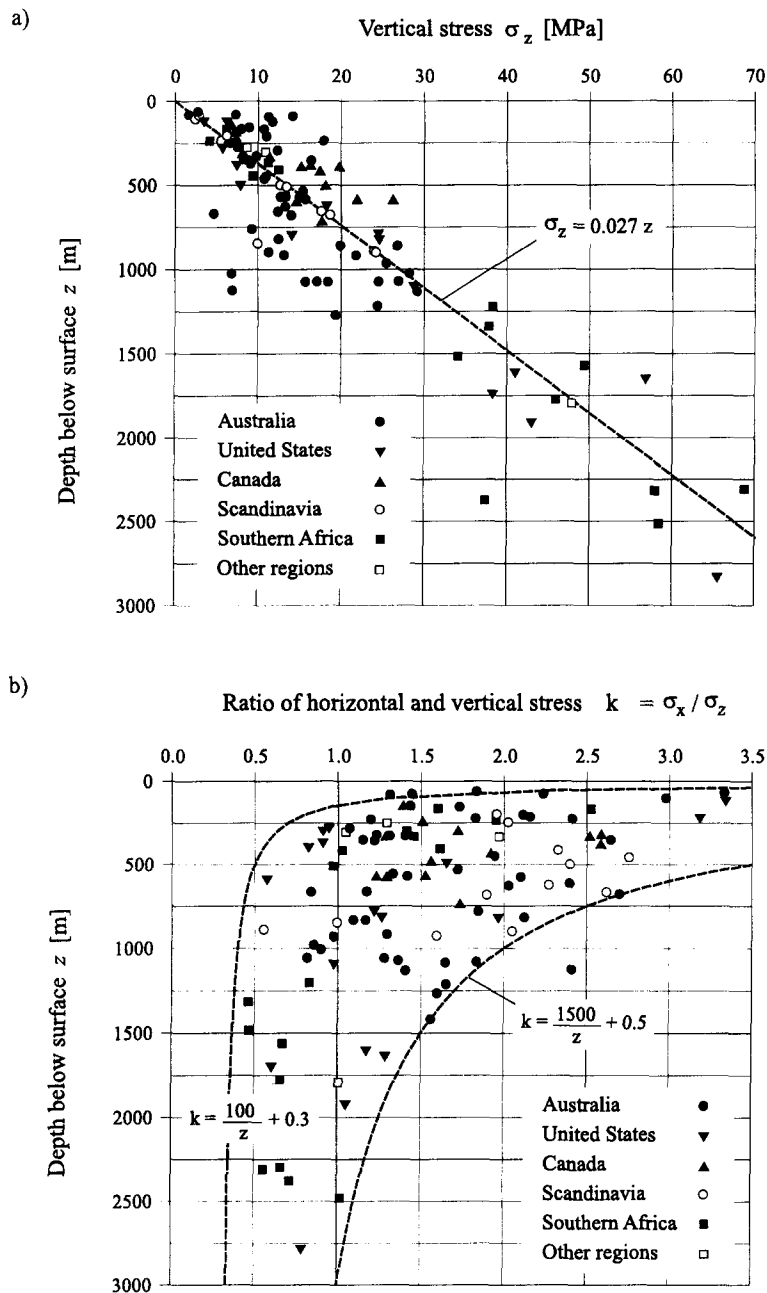 a)
Vertical stress σz [MPa]
0 10 20 30 40 50 60 70
Depth below surface z [m]
0
500
1000
1500
2000
2500
3000
σz = 0.027 z
Australia
United States
Canada
Scandinavia
Southern Africa
Other regions
b)
Ratio of horizontal and vertical stress k = σx / σz
0.0 0.5 1.0 1.5 2.0 2.5 3.0 3.5
Depth below surface z [m]
0
500
1000
1500
2000
2500
3000
k = 1500/z + 0.5
k = 100/z + 0.3
Australia
United States
Canada
Scandinavia
Southern Africa
Other regions